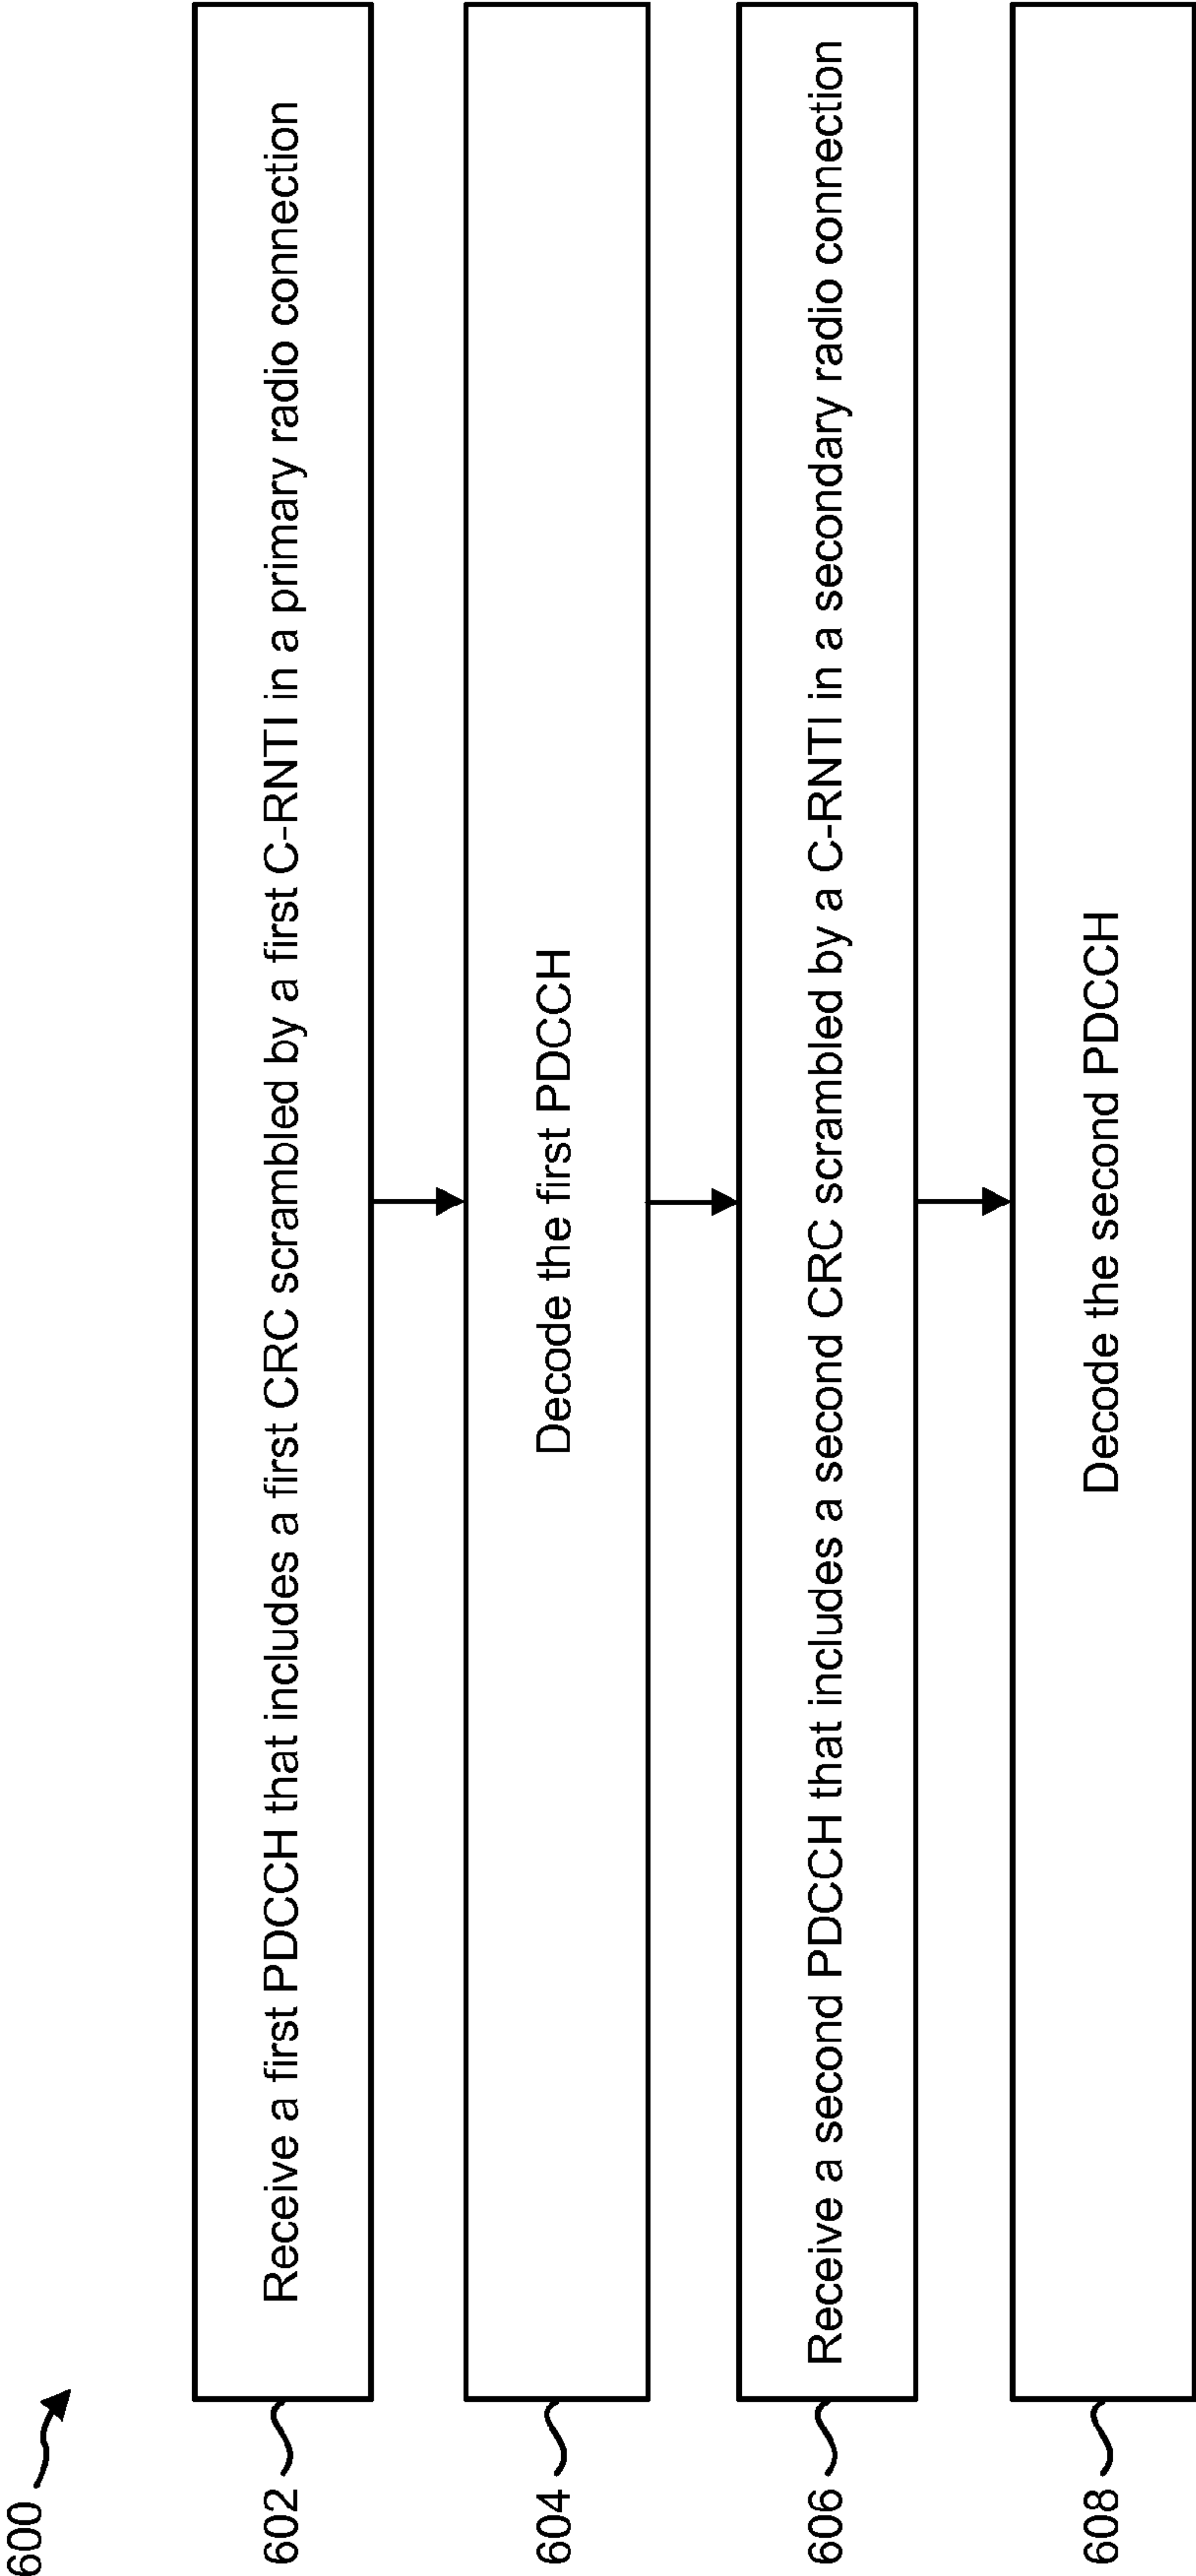 600
602
Receive a first PDCCH that includes a first CRC scrambled by a first C-RNTI in a primary radio connection
604
Decode the first PDCCH
606
Receive a second PDCCH that includes a second CRC scrambled by a C-RNTI in a secondary radio connection
608
Decode the second PDCCH